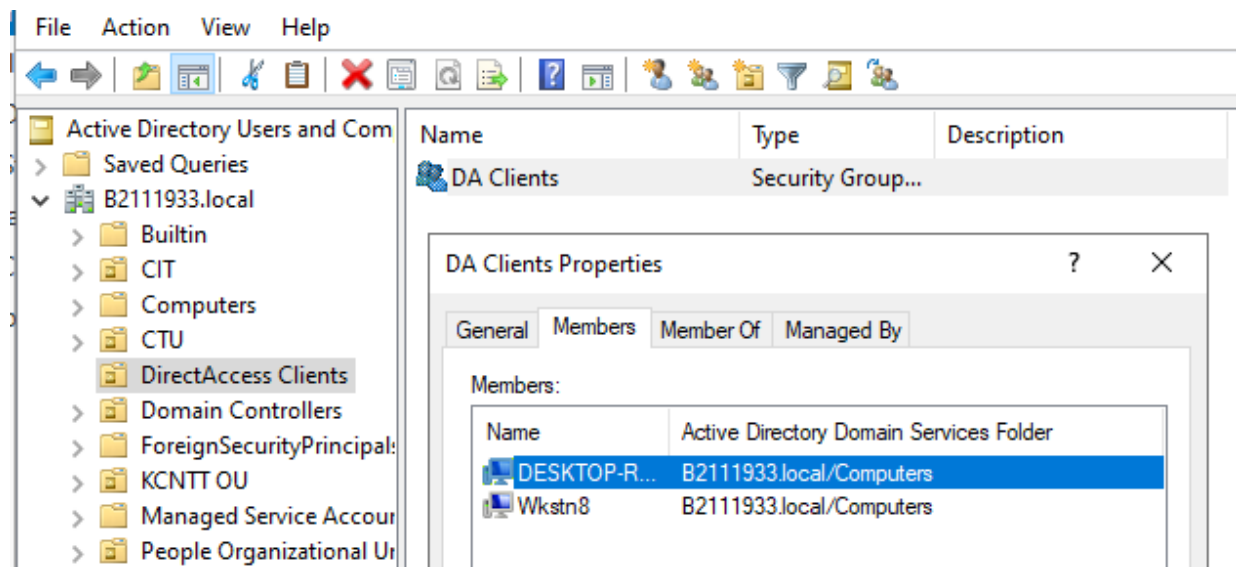 File Action View Help
Active Directory Users and Com
Name Type Description
Saved Queries
DA Clients Security Group...
B2111933.local
Builtin
DA Clients Properties ?
CIT
Computers
General Members Member Of Managed By
CTU
DirectAccess Clients
Members:
Domain Controllers
Name Active Directory Domain Services Folder
ForeignSecurityPrincipals
DESKTOP-R... B2111933.local/Computers
KCNTT OU
Wkstn8 B2111933.local/Computers
Managed Service Accour
People Organizational Ur